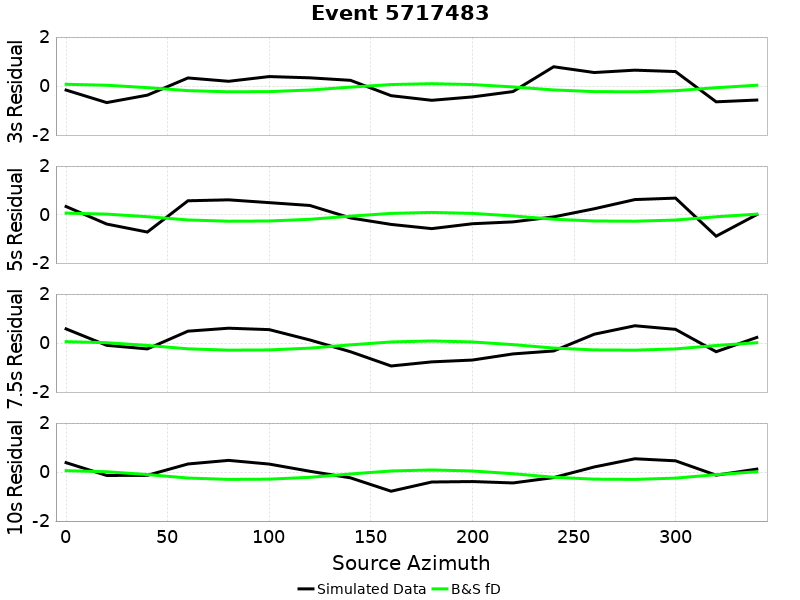 Event 5717483
3s Residual
2
0
-2
5s Residual
2
0
-2
7.5s Residual
2
0
-2
10s Residual
2
0
-2
0 50 100 150 200 250 300
Source Azimuth
Simulated Data B&S fD